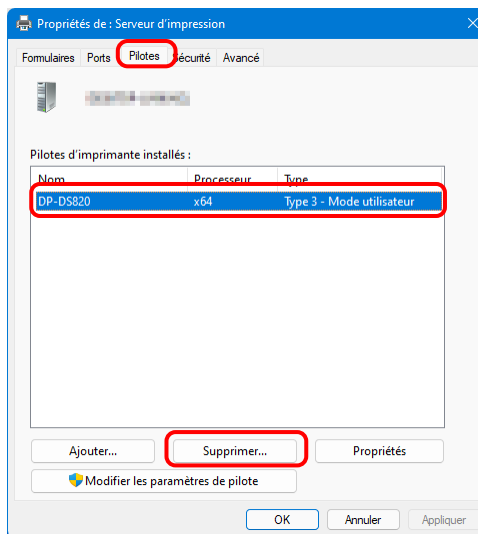 Propriétés de : Serveur d'impression
Formulaires Ports Pilotes Sécurité Avancé
Pilotes d'imprimante installés :
Nom Processeur Type
DP-DS820 x64 Type 3 - Mode utilisateur
Ajouter... Supprimer... Propriétés
Modifier les paramètres de pilote
OK Annuler Appliquer